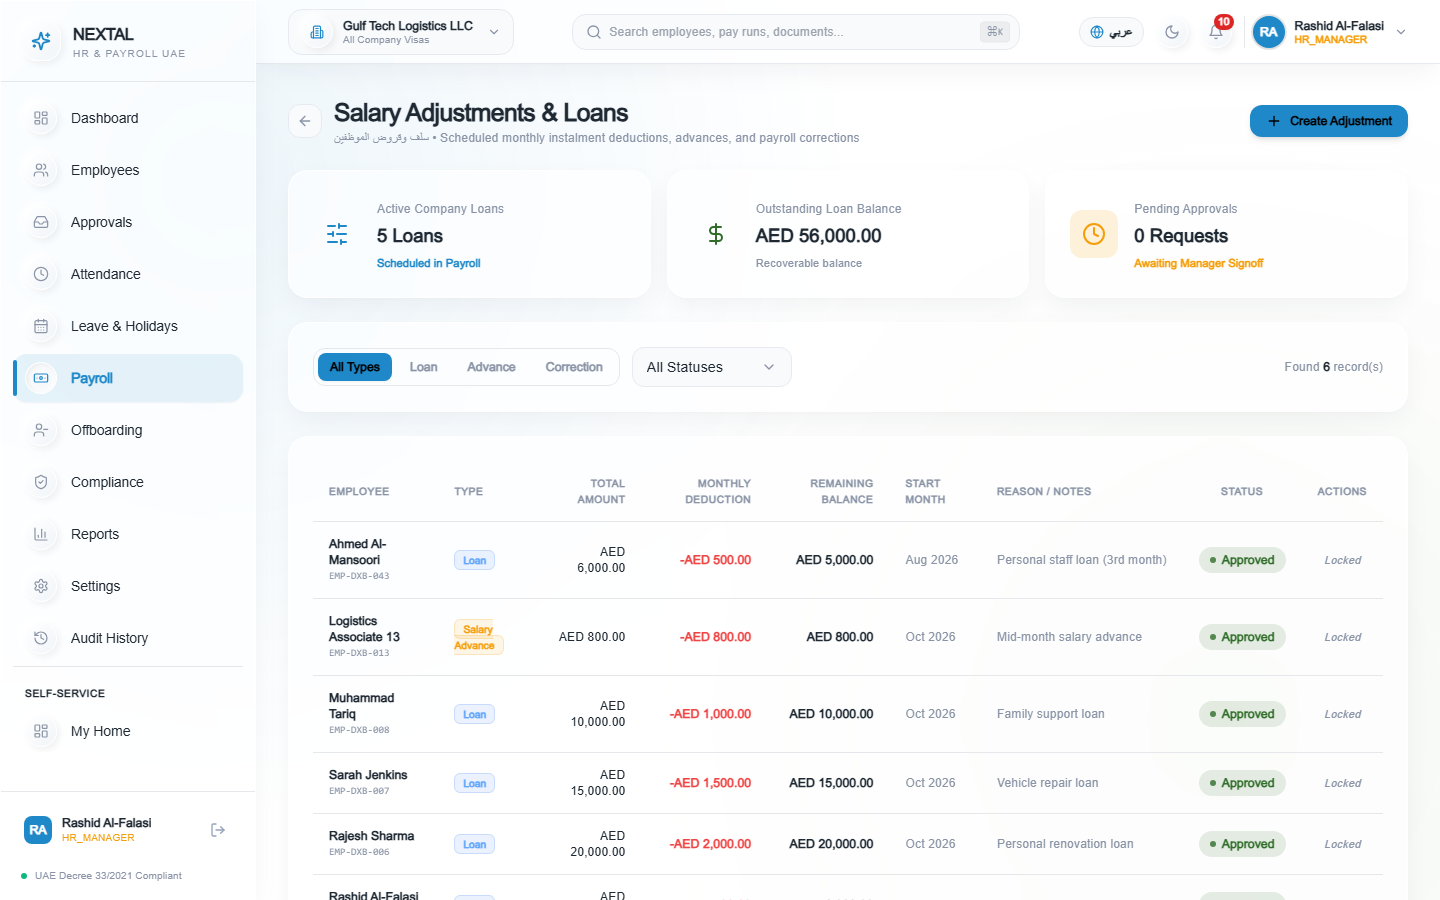 NEXTAL
HR & PAYROLL UAE
Gulf Tech Logistics LLC
All Company Visas
Search employees, pay runs, documents...
⌘K
عربي
10
RA
Rashid Al-Falasi
HR_MANAGER
Dashboard
Employees
Approvals
Attendance
Leave & Holidays
Payroll
Offboarding
Compliance
Reports
Settings
Audit History
SELF-SERVICE
My Home
RA
Rashid Al-Falasi
HR_MANAGER
UAE Decree 33/2021 Compliant
Salary Adjustments & Loans
سلف وقروض الموظفين • Scheduled monthly instalment deductions, advances, and payroll corrections
Create Adjustment
Active Company Loans
5 Loans
Scheduled in Payroll
Outstanding Loan Balance
AED 56,000.00
Recoverable balance
Pending Approvals
0 Requests
Awaiting Manager Signoff
All Types
Loan
Advance
Correction
All Statuses
Found 6 record(s)
EMPLOYEE
TYPE
TOTAL AMOUNT
MONTHLY DEDUCTION
REMAINING BALANCE
START MONTH
REASON / NOTES
STATUS
ACTIONS
Ahmed Al-Mansoori
EMP-DXB-043
Loan
AED 6,000.00
-AED 500.00
AED 5,000.00
Aug 2026
Personal staff loan (3rd month)
Approved
Locked
Logistics Associate 13
EMP-DXB-013
Salary Advance
AED 800.00
-AED 800.00
AED 800.00
Oct 2026
Mid-month salary advance
Approved
Locked
Muhammad Tariq
EMP-DXB-008
Loan
AED 10,000.00
-AED 1,000.00
AED 10,000.00
Oct 2026
Family support loan
Approved
Locked
Sarah Jenkins
EMP-DXB-007
Loan
AED 15,000.00
-AED 1,500.00
AED 15,000.00
Oct 2026
Vehicle repair loan
Approved
Locked
Rajesh Sharma
EMP-DXB-006
Loan
AED 20,000.00
-AED 2,000.00
AED 20,000.00
Oct 2026
Personal renovation loan
Approved
Locked
Rashid Al-Falasi
AED